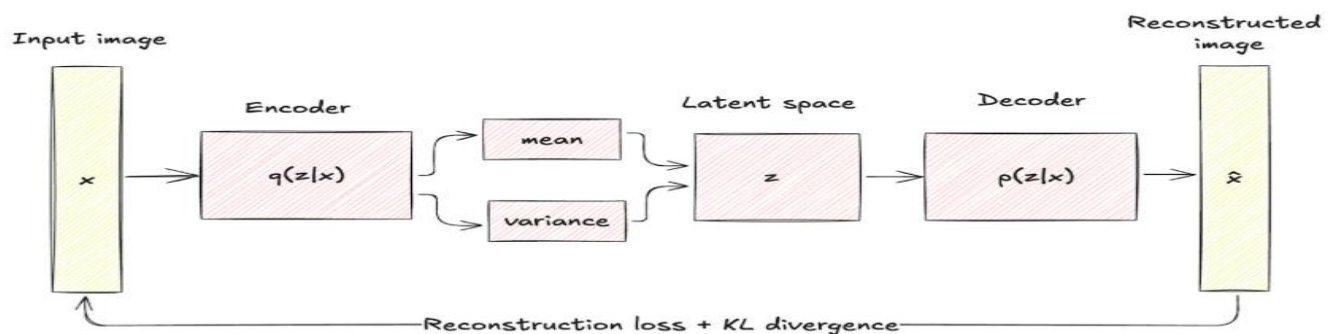 Input image
x
Encoder
q(z|x)
mean
variance
Latent space
z
Decoder
p(z|x)
Reconstructed
image
x̂
Reconstruction loss + KL divergence